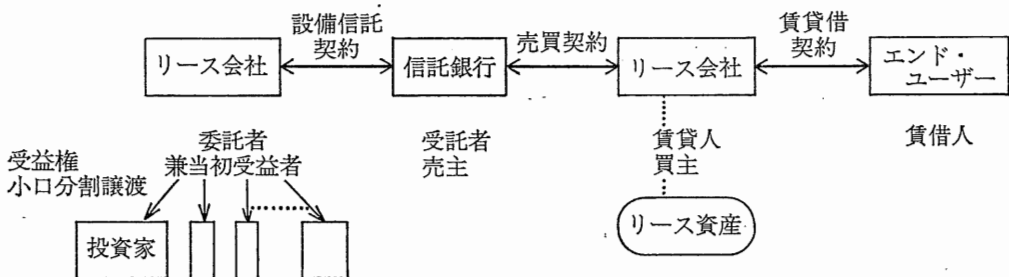 設備信託
契約
売買契約
賃貸借
契約
リース会社
信託銀行
リース会社
エンド・
ユーザー
委託者
兼当初受益者
受託者
売主
賃貸人
買主
賃借人
受益権
小口分割譲渡
リース資産
投資家